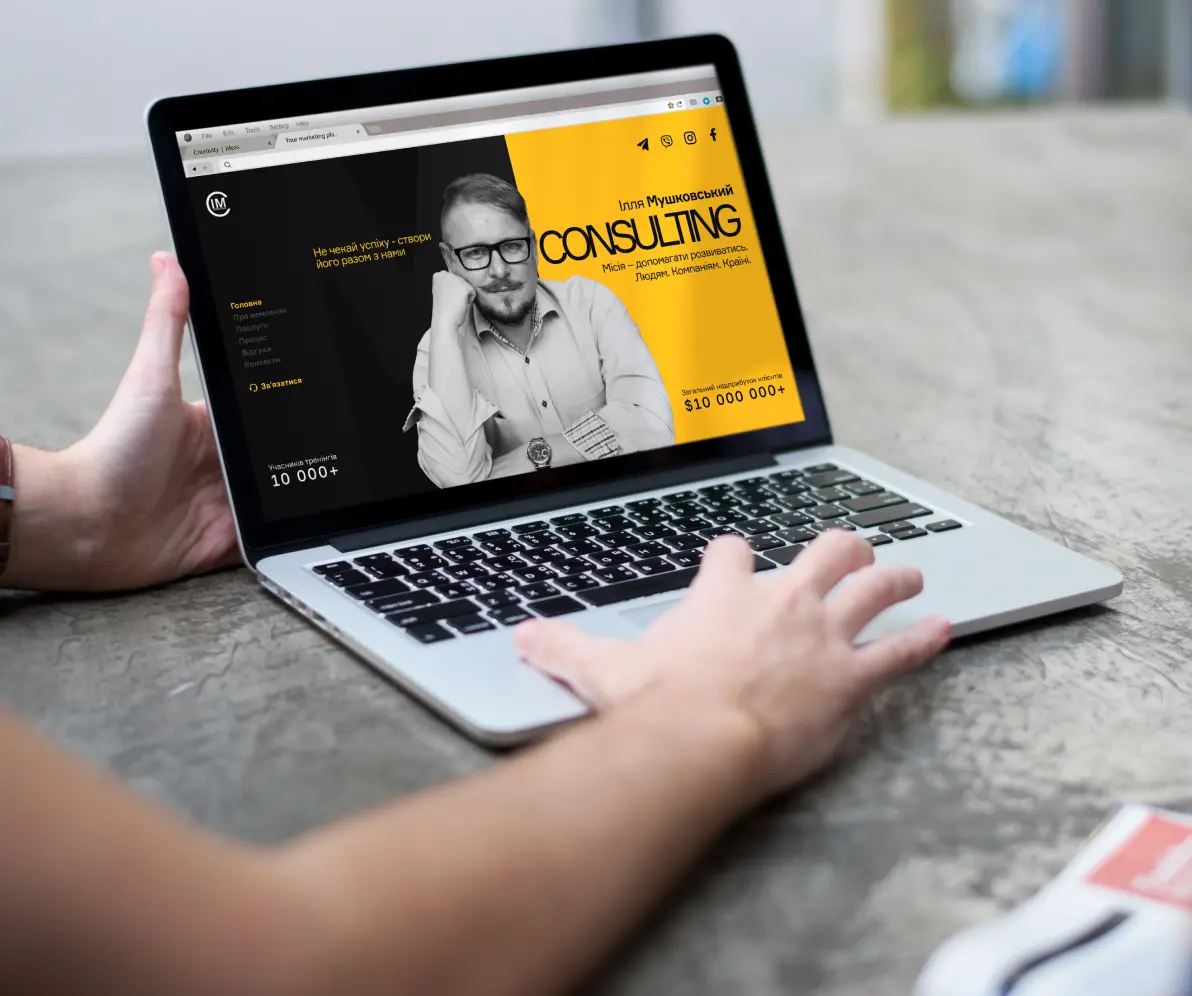 File Edit Tools Setting Help
Creativity | Ideas x
Your marketing pla.. x
IM
Не чекай успіху - створи
його разом з нами
Головна
Про компанію
Послуги
Процес
Відгуки
Контакти
Зв'язатися
Учасників тренінгів
10 000+
Ілля Мушковський
CONSULTING
Місія – допомагати розвиватись.
Людям. Компаніям. Країні.
Загальний надприбуток клієнтів
$10 000 000+